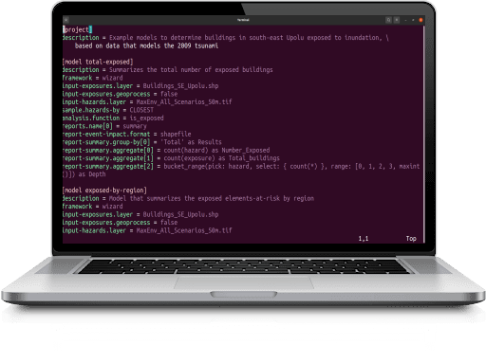 Terminal
[project]
description = Example models to determine buildings in south-east Upolu exposed to inundation, \
based on data that models the 2009 tsunami
[model total-exposed]
description = Summarizes the total number of exposed buildings
framework = wizard
input-exposures.layer = Buildings_SE_Upolu.shp
input-exposures.geoprocess = false
input-hazards.layer = MaxEnv_All_Scenarios_50m.tif
sample.hazards-by = CLOSEST
analysis.function = is_exposed
reports.name[0] = summary
report-event-impact.format = shapefile
report-summary.group-by[0] = 'Total' as Results
report-summary.aggregate[0] = count(hazard) as Number_Exposed
report-summary.aggregate[1] = count(exposure) as Total_buildings
report-summary.aggregate[2] = bucket_range(pick: hazard, select: { count(*) }, range: [0, 1, 2, 3, maxint
()]) as Depth
[model exposed-by-region]
description = Model that summarizes the exposed elements-at-risk by region
framework = wizard
input-exposures.layer = Buildings_SE_Upolu.shp
input-exposures.geoprocess = false
input-hazards.layer = MaxEnv_All_Scenarios_50m.tif
1,1 Top